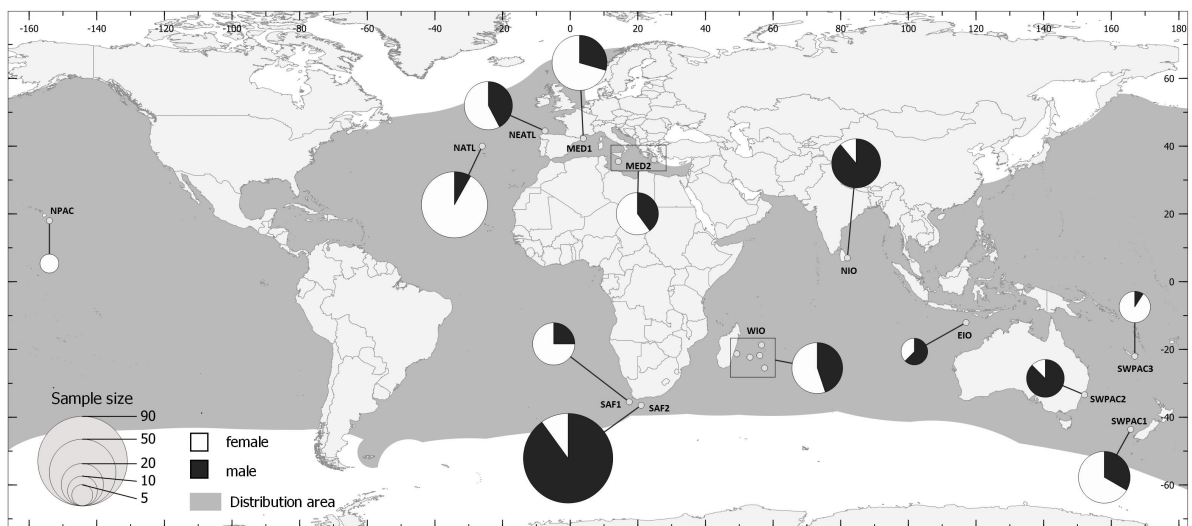 -160 -140 -120 -100 -80 -60 -40 -20 0 20 40 60 80 100 120 140 160 180
60
40
20
0
-20
-40
-60
NPAC
NATL
NEATL
MED1
MED2
NIO
WIO
EIO
SAF1
SAF2
SWPAC3
SWPAC2
SWPAC1
Sample size
90
50
20
10
5
female
male
Distribution area